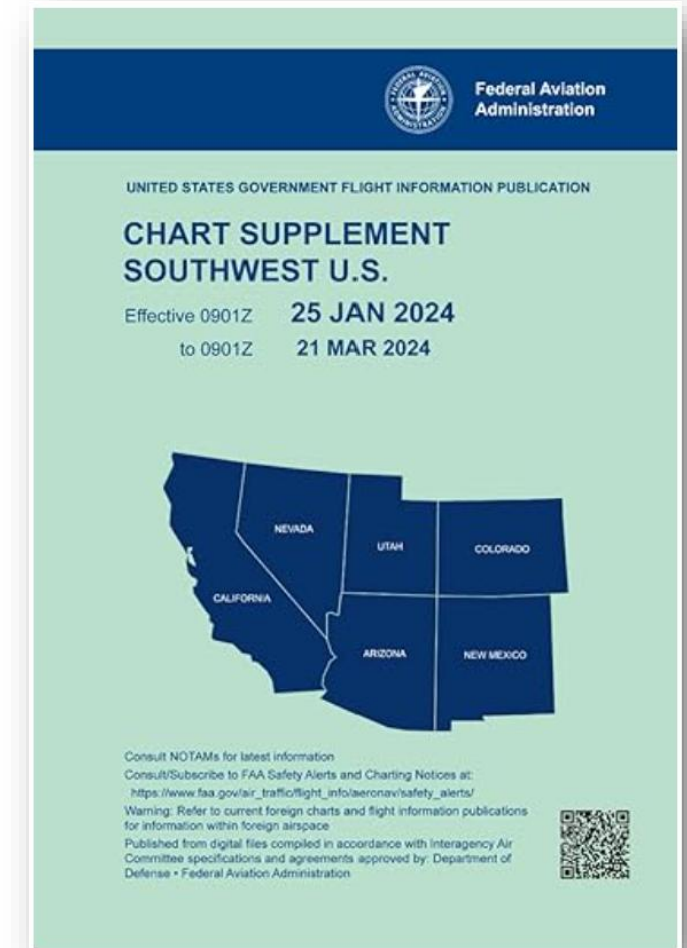 Federal Aviation
Administration
UNITED STATES GOVERNMENT FLIGHT INFORMATION PUBLICATION
CHART SUPPLEMENT
SOUTHWEST U.S.
Effective 0901Z 25 JAN 2024
to 0901Z 21 MAR 2024
NEVADA
UTAH
COLORADO
CALIFORNIA
ARIZONA
NEW MEXICO
Consult NOTAMs for latest information
Consult/Subscribe to FAA Safety Alerts and Charting Notices at:
https://www.faa.gov/air_traffic/flight_info/aeronav/safety_alerts/
Warning: Refer to current foreign charts and flight information publications
for information within foreign airspace
Published from digital files compiled in accordance with Interagency Air
Committee specifications and agreements approved by: Department of
Defense • Federal Aviation Administration